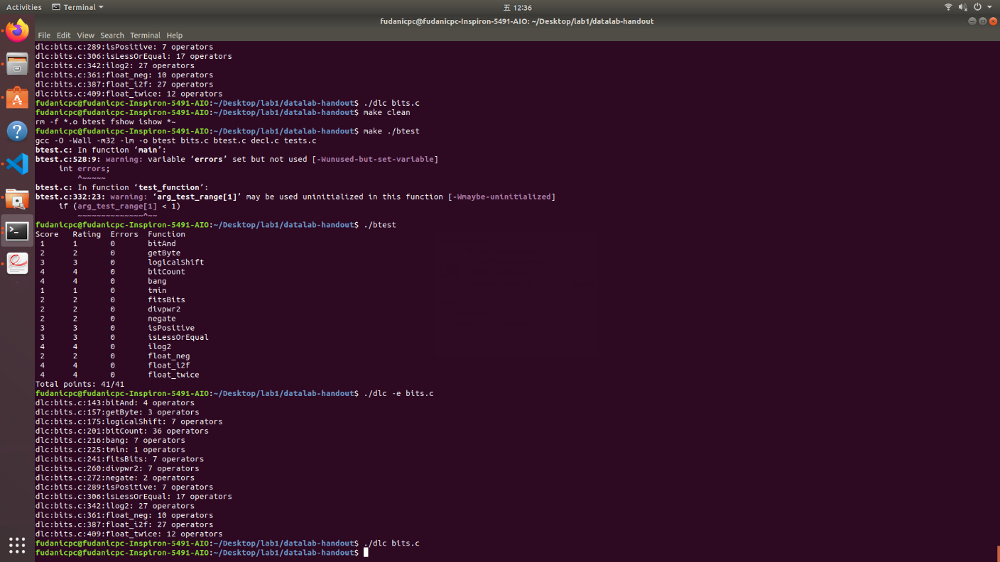 Activities Terminal 五 12:36
fudanicpc@fudanicpc-Inspiron-5491-AIO: ~/Desktop/lab1/datalab-handout
File Edit View Search Terminal Help
dlc:bits.c:289:isPositive: 7 operators
dlc:bits.c:306:isLessOrEqual: 17 operators
dlc:bits.c:342:ilog2: 27 operators
dlc:bits.c:361:float_neg: 10 operators
dlc:bits.c:387:float_i2f: 27 operators
dlc:bits.c:409:float_twice: 12 operators
fudanicpc@fudanicpc-Inspiron-5491-AIO:~/Desktop/lab1/datalab-handout$ ./dlc bits.c
fudanicpc@fudanicpc-Inspiron-5491-AIO:~/Desktop/lab1/datalab-handout$ make clean
rm -f *.o btest fshow ishow *~
fudanicpc@fudanicpc-Inspiron-5491-AIO:~/Desktop/lab1/datalab-handout$ make ./btest
gcc -O -Wall -m32 -lm -o btest bits.c btest.c decl.c tests.c
btest.c: In function ‘main’:
btest.c:528:9: warning: variable ‘errors’ set but not used [-Wunused-but-set-variable]
     int errors;
         ^~~~~~
btest.c: In function ‘test_function’:
btest.c:332:23: warning: ‘arg_test_range[1]’ may be used uninitialized in this function [-Wmaybe-uninitialized]
     if (arg_test_range[1] < 1)
         ~~~~~~~~~~~~~~^~~
fudanicpc@fudanicpc-Inspiron-5491-AIO:~/Desktop/lab1/datalab-handout$ ./btest
Score Rating Errors Function
1 1 0 bitAnd
2 2 0 getByte
3 3 0 logicalShift
4 4 0 bitCount
4 4 0 bang
1 1 0 tmin
2 2 0 fitsBits
2 2 0 divpwr2
2 2 0 negate
3 3 0 isPositive
3 3 0 isLessOrEqual
4 4 0 ilog2
2 2 0 float_neg
4 4 0 float_i2f
4 4 0 float_twice
Total points: 41/41
fudanicpc@fudanicpc-Inspiron-5491-AIO:~/Desktop/lab1/datalab-handout$ ./dlc -e bits.c
dlc:bits.c:143:bitAnd: 4 operators
dlc:bits.c:157:getByte: 3 operators
dlc:bits.c:175:logicalShift: 7 operators
dlc:bits.c:201:bitCount: 36 operators
dlc:bits.c:216:bang: 7 operators
dlc:bits.c:225:tmin: 1 operators
dlc:bits.c:241:fitsBits: 7 operators
dlc:bits.c:260:divpwr2: 7 operators
dlc:bits.c:272:negate: 2 operators
dlc:bits.c:289:isPositive: 7 operators
dlc:bits.c:306:isLessOrEqual: 17 operators
dlc:bits.c:342:ilog2: 27 operators
dlc:bits.c:361:float_neg: 10 operators
dlc:bits.c:387:float_i2f: 27 operators
dlc:bits.c:409:float_twice: 12 operators
fudanicpc@fudanicpc-Inspiron-5491-AIO:~/Desktop/lab1/datalab-handout$ ./dlc bits.c
fudanicpc@fudanicpc-Inspiron-5491-AIO:~/Desktop/lab1/datalab-handout$